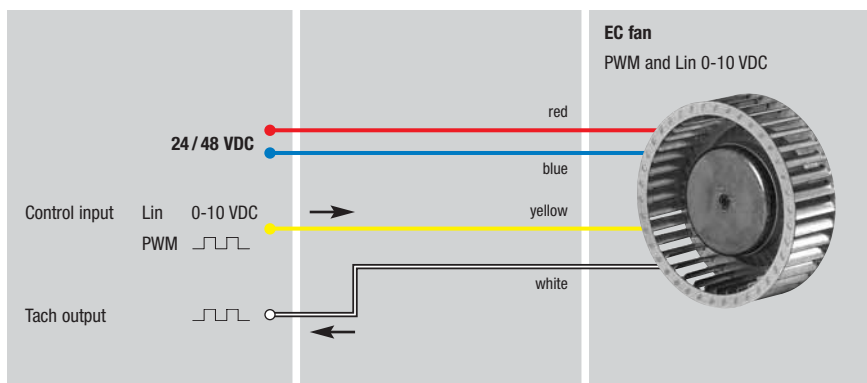 EC fan
PWM and Lin 0-10 VDC
red
24 / 48 VDC
blue
Control input Lin 0-10 VDC
yellow
PWM
white
Tach output